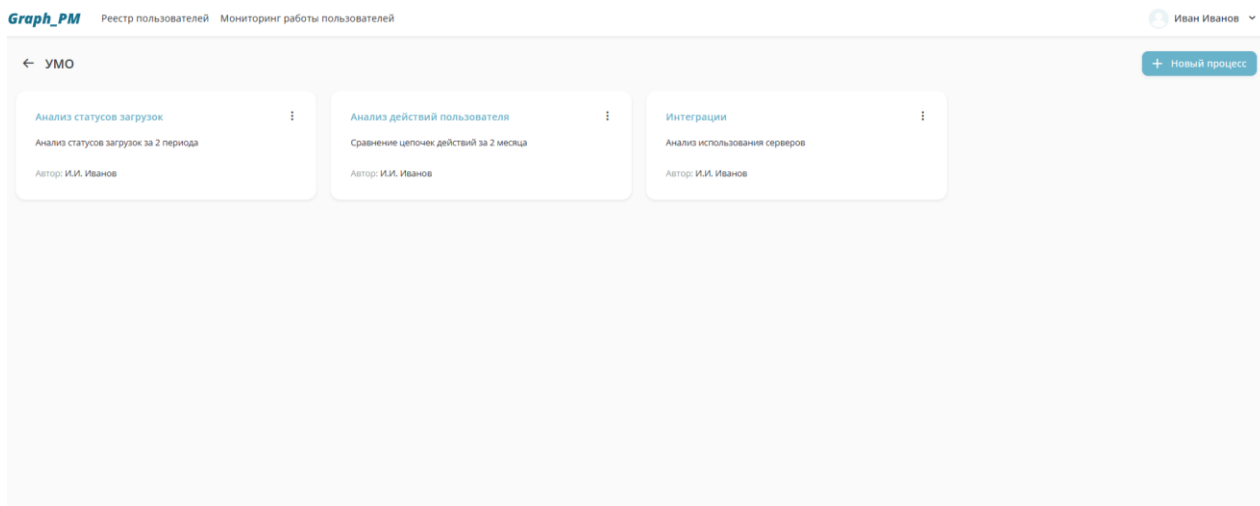 Graph_PM Реестр пользователей Мониторинг работы пользователей Иван Иванов
УМО
Новый процесс
Анализ статусов загрузок
Анализ статусов загрузок за 2 периода
Автор: И.И. Иванов
Анализ действий пользователя
Сравнение цепочек действий за 2 месяца
Автор: И.И. Иванов
Интеграции
Анализ использования серверов
Автор: И.И. Иванов